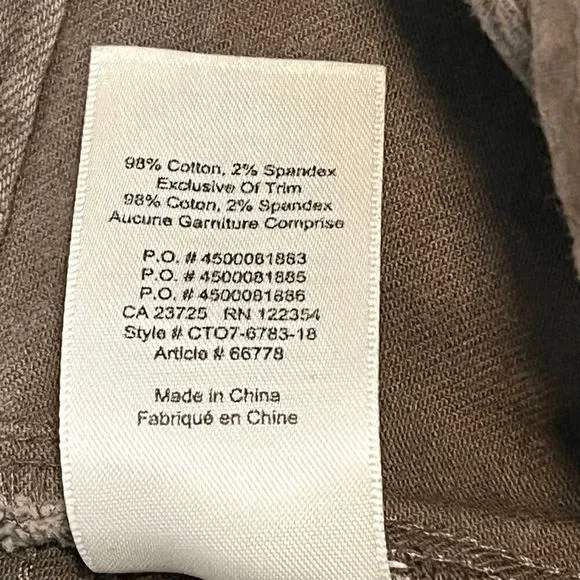 98% Cotton, 2% Spandex
Exclusive Of Trim
98% Coton, 2% Spandex
Aucune Garniture Comprise
P.O. # 4500081883
P.O. # 4500081885
P.O. # 4500081886
CA 23725 RN 122354
Style # CTO7-6783-18
Article # 66778
Made in China
Fabriqué en Chine